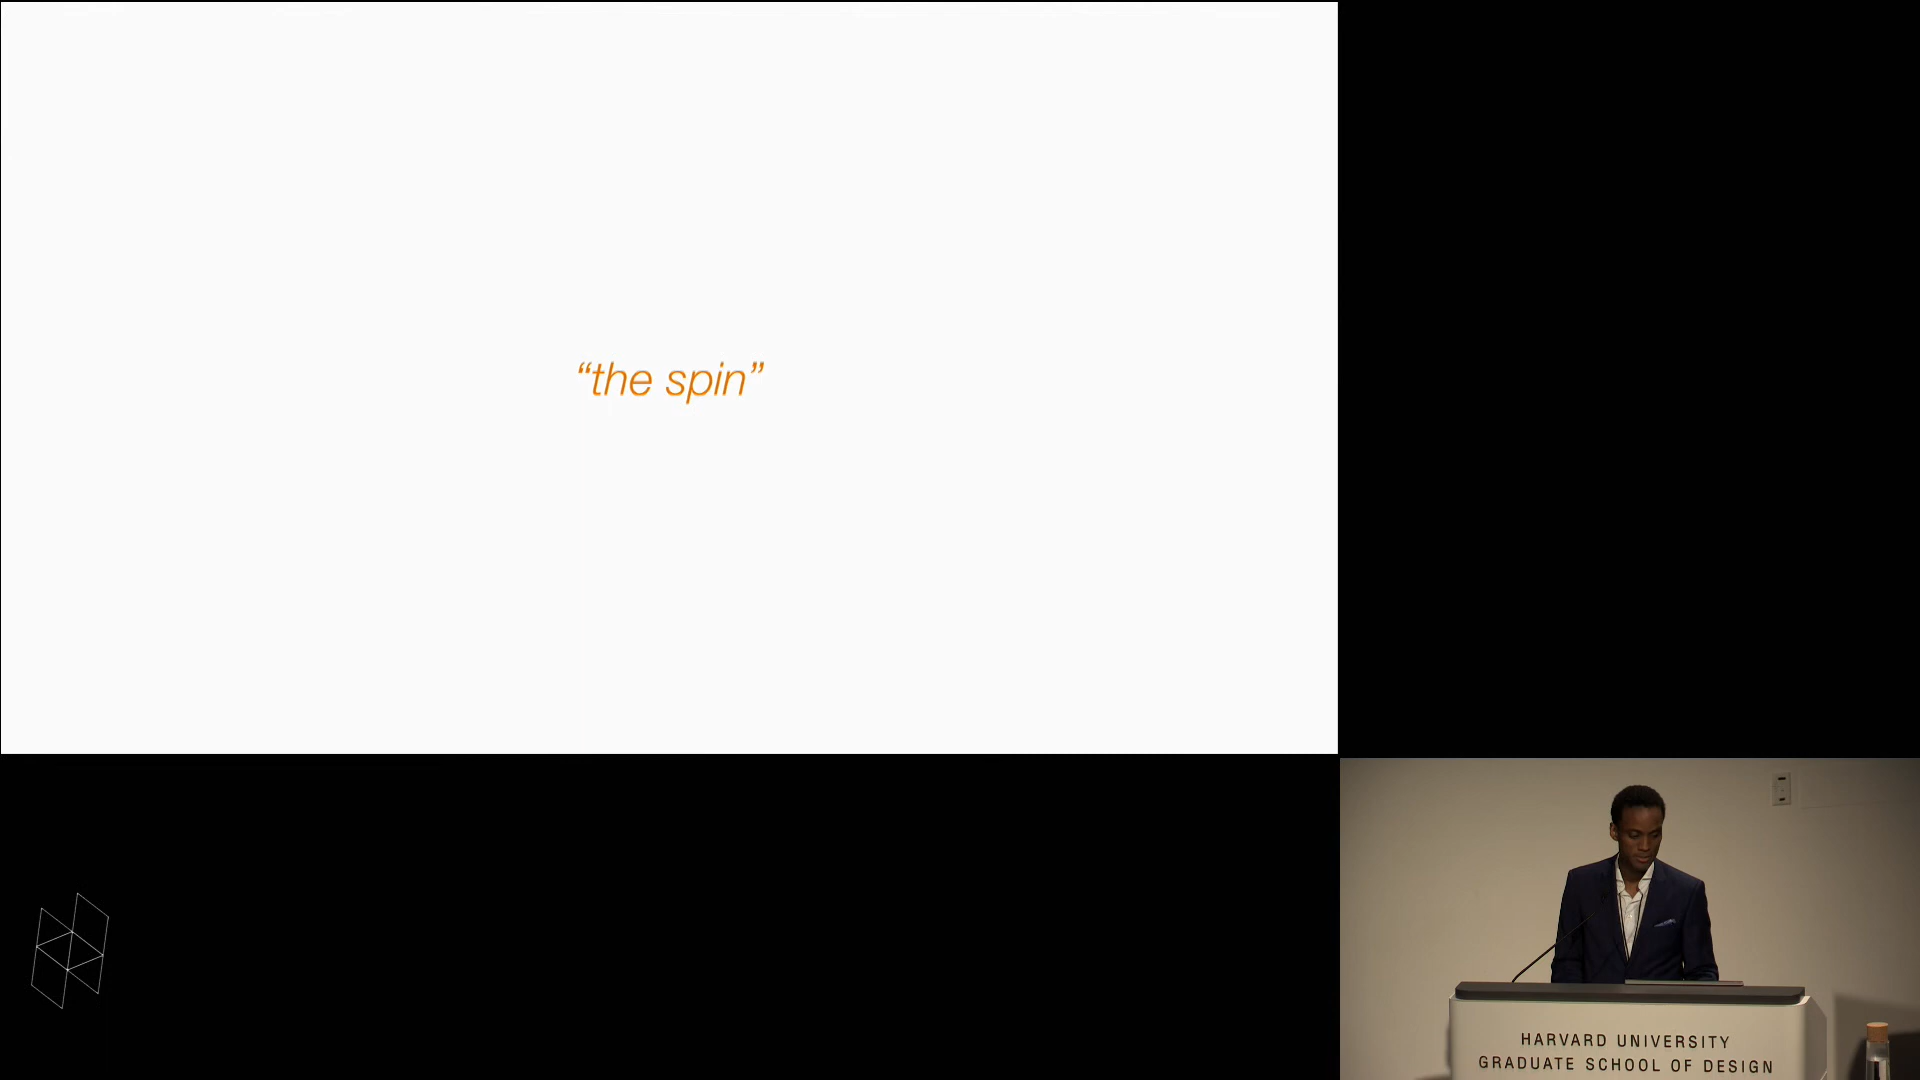 “the spin”
HARVARD UNIVERSITY
GRADUATE SCHOOL OF DESIGN